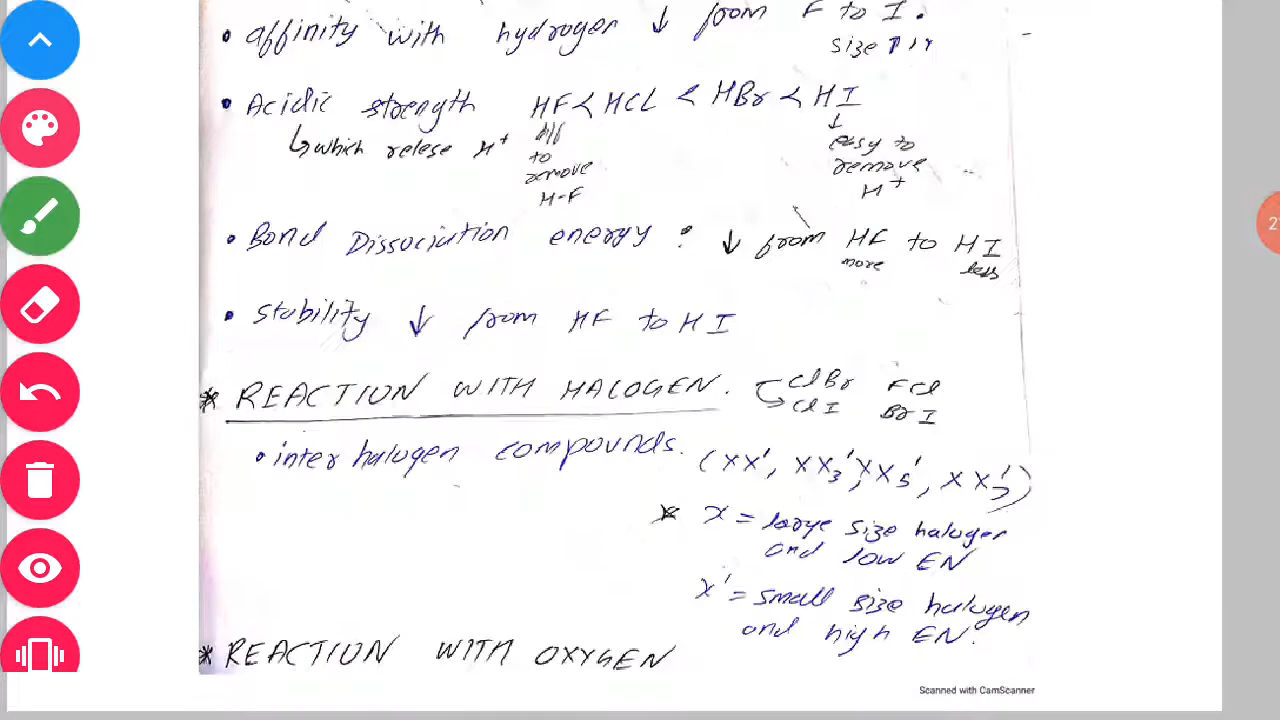 • affinity with hydrogen ↓ from F to I.
size ↑
• Acidic strength HF < HCl < HBr < HI
↳ which relese H⁺
diff to remove H-F
↓ easy to remove H⁺
• Bond Dissociation energy : ↓ from HF to HI
more less
• Stability ↓ from HF to HI
* REACTION WITH HALOGEN. ClBr FCl
ClI BrI
• inter halogen compounds. (XX', XX₃', XX₅', XX₇')
* X = large size halogen
and low EN
X' = small size halogen
and high EN.
* REACTION WITH OXYGEN
Scanned with CamScanner
2